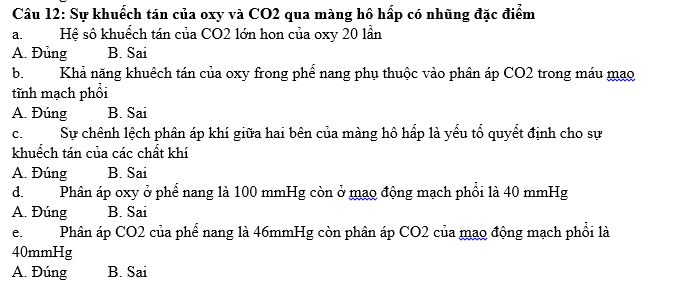 Câu 12: Sự khuếch tán của oxy và CO2 qua màng hô hấp có nhũng đặc điểm
a. Hệ sô khuếch tán của CO2 lớn hon của oxy 20 lần
A. Đủng B. Sai
b. Khả năng khuêch tán của oxy frong phế nang phụ thuộc vào phân áp CO2 trong máu mao
tĩnh mạch phổi
A. Đúng B. Sai
c. Sự chênh lệch phân áp khí giữa hai bên của màng hô hấp là yếu tố quyết định cho sự
khuếch tán của các chất khí
A. Đúng B. Sai
d. Phân áp oxy ở phế nang là 100 mmHg còn ở mao động mạch phổi là 40 mmHg
A. Đúng B. Sai
e. Phân áp CO2 của phế nang là 46mmHg còn phân áp CO2 của mao động mạch phổi là
40mmHg
A. Đúng B. Sai